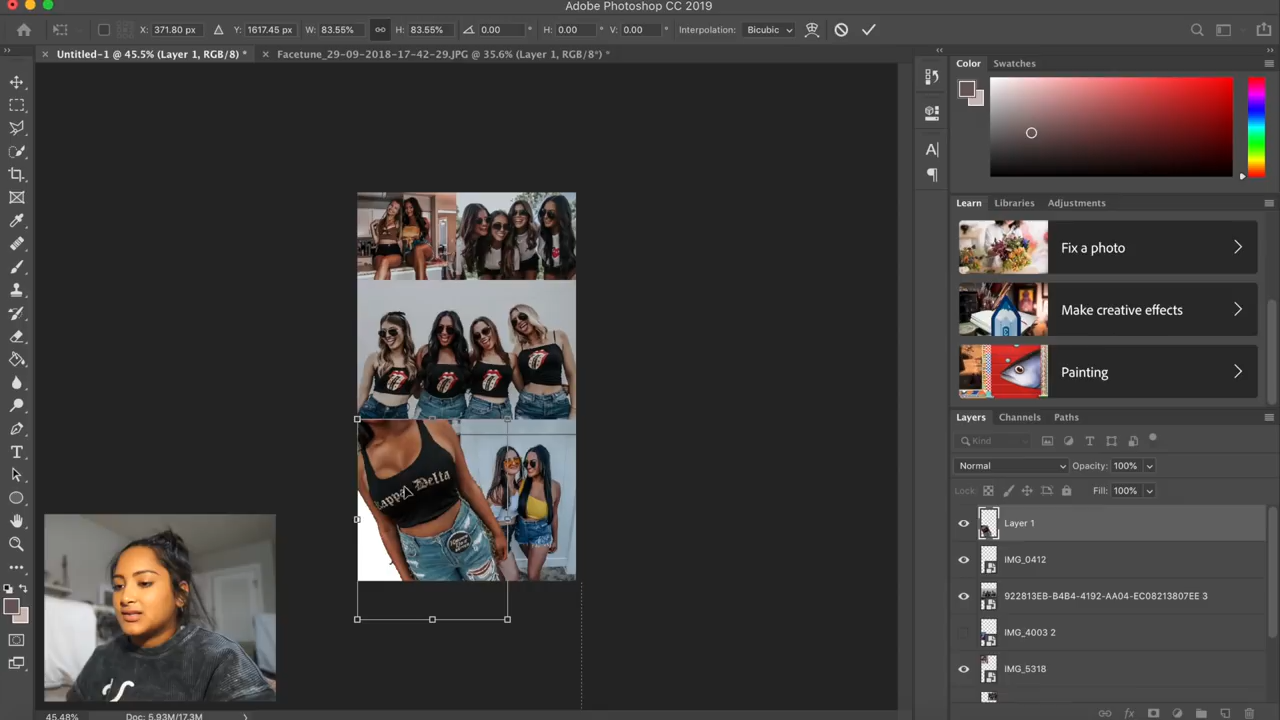 Adobe Photoshop CC 2019
X: 371.80 px Y: 1617.45 px W: 83.55% H: 83.55% 0.00 ° H: 0.00 ° V: 0.00 ° Interpolation: Bicubic
Untitled-1 @ 45.5% (Layer 1, RGB/8) * Facetune_29-09-2018-17-42-29.JPG @ 35.6% (Layer 1, RGB/8*) *
Color Swatches
Learn Libraries Adjustments
Fix a photo
Make creative effects
Painting
Layers Channels Paths
Kind
Normal Opacity: 100%
Lock: Fill: 100%
Layer 1
IMG_0412
922813EB-B4B4-4192-AA04-EC08213807EE 3
IMG_4003 2
IMG_5318
Kappa Delta
45.48% Doc: 5.93M/17.3M